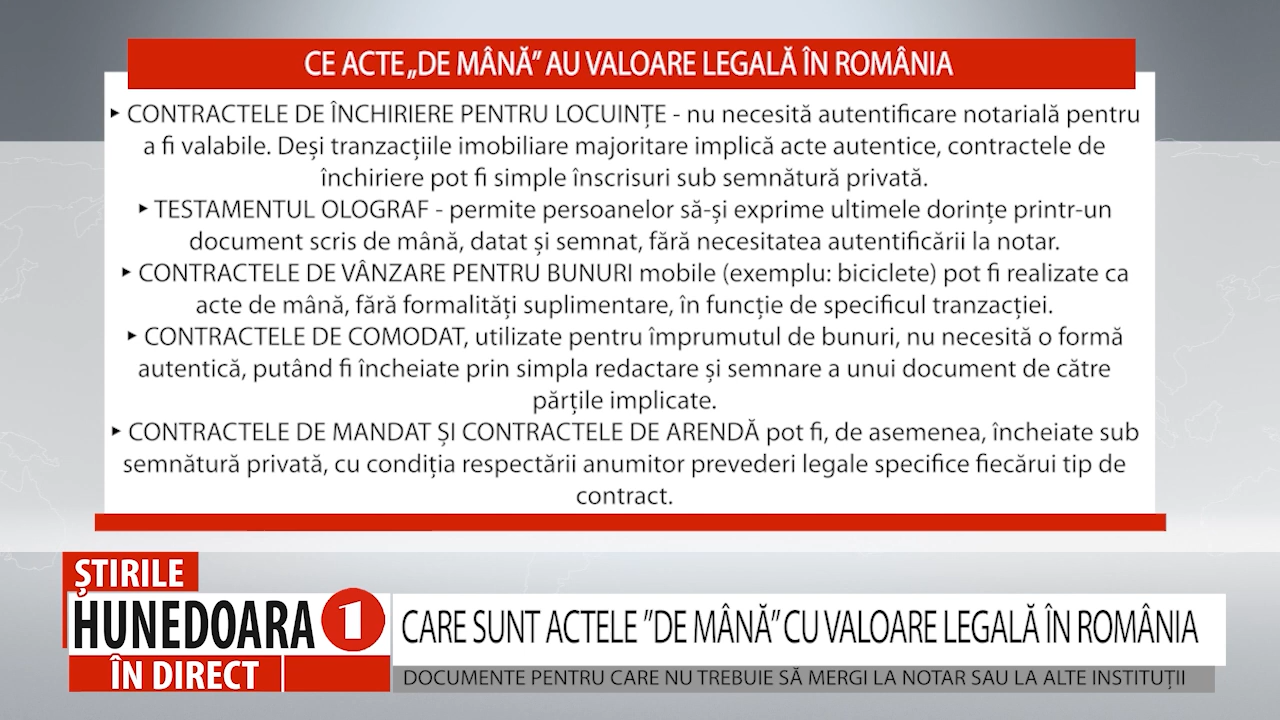 CE ACTE „DE MÂNĂ” AU VALOARE LEGALĂ ÎN ROMÂNIA
▸ CONTRACTELE DE ÎNCHIRIERE PENTRU LOCUINȚE - nu necesită autentificare notarială pentru
a fi valabile. Deși tranzacțiile imobiliare majoritare implică acte autentice, contractele de
închiriere pot fi simple înscrisuri sub semnătură privată.
▸ TESTAMENTUL OLOGRAF - permite persoanelor să-și exprime ultimele dorințe printr-un
document scris de mână, datat și semnat, fără necesitatea autentificării la notar.
▸ CONTRACTELE DE VÂNZARE PENTRU BUNURI mobile (exemplu: biciclete) pot fi realizate ca
acte de mână, fără formalități suplimentare, în funcție de specificul tranzacției.
▸ CONTRACTELE DE COMODAT, utilizate pentru împrumutul de bunuri, nu necesită o formă
autentică, putând fi încheiate prin simpla redactare și semnare a unui document de către
părțile implicate.
▸ CONTRACTELE DE MANDAT ȘI CONTRACTELE DE ARENDĂ pot fi, de asemenea, încheiate sub
semnătură privată, cu condiția respectării anumitor prevederi legale specifice fiecărui tip de
contract.
ȘTIRILE
HUNEDOARA 1
ÎN DIRECT
CARE SUNT ACTELE ”DE MÂNĂ” CU VALOARE LEGALĂ ÎN ROMÂNIA
DOCUMENTE PENTRU CARE NU TREBUIE SĂ MERGI LA NOTAR SAU LA ALTE INSTITUȚII